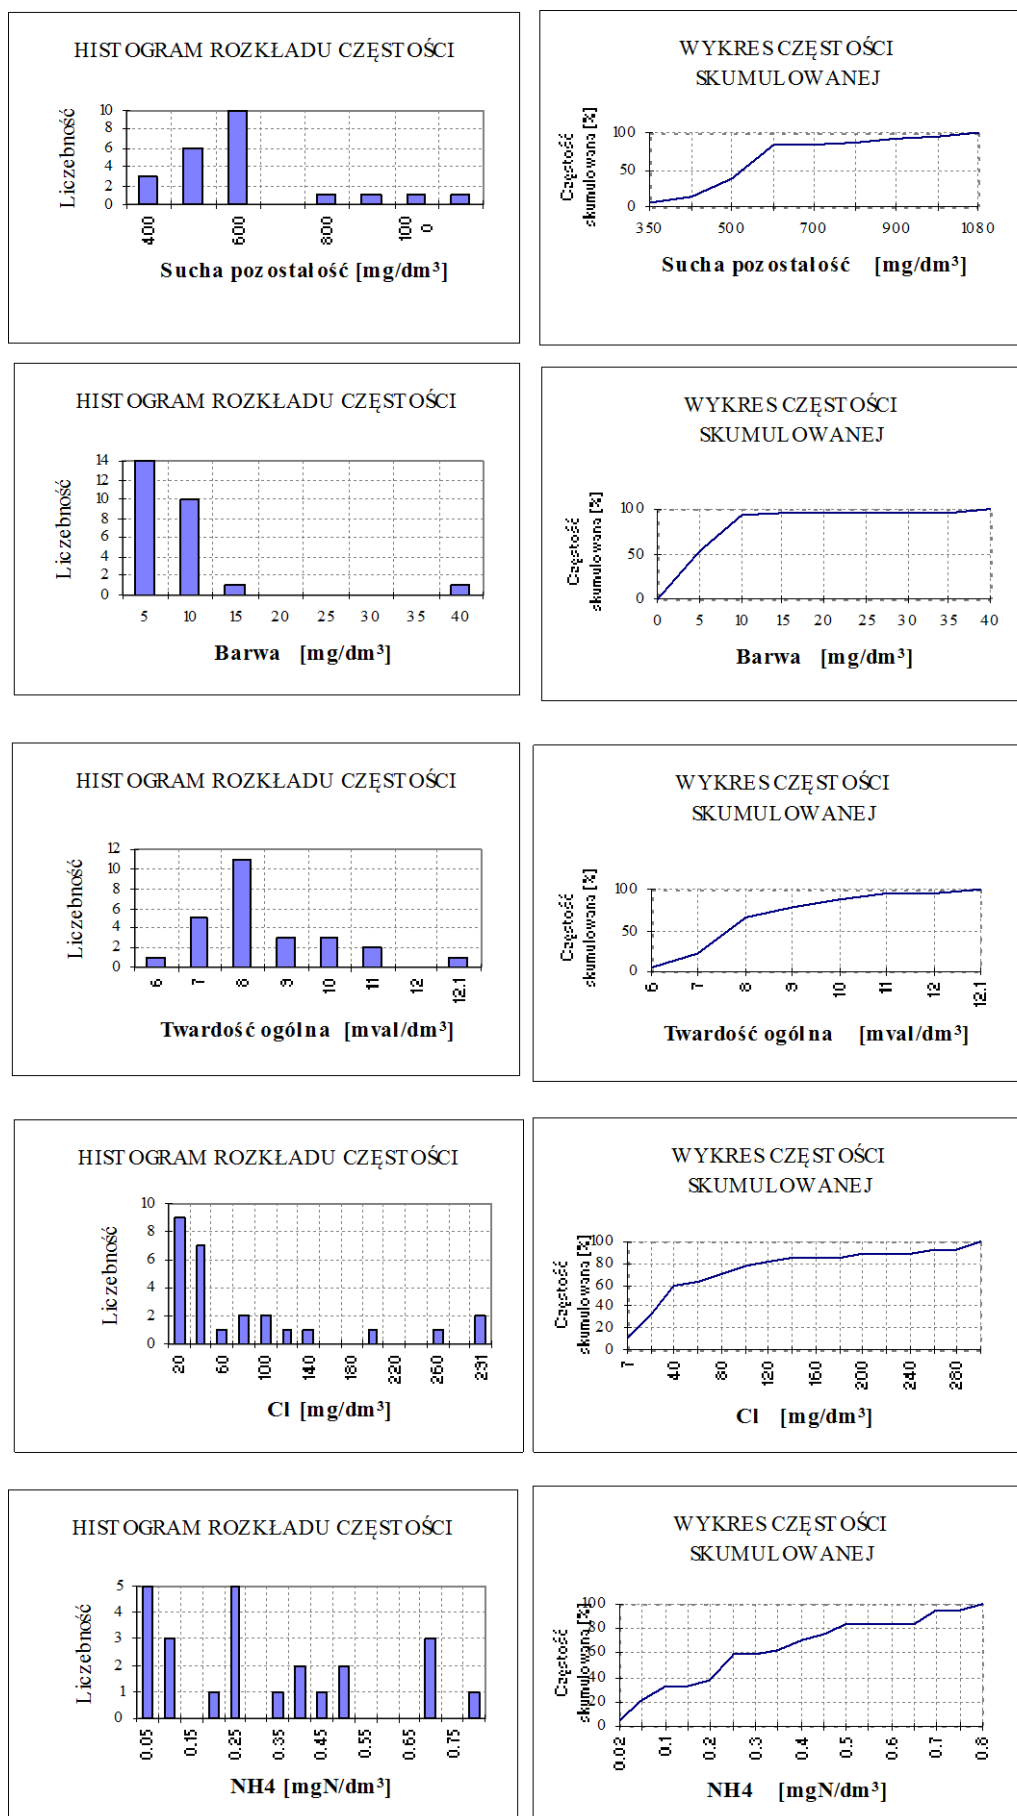 HISTOGRAM ROZKŁADU CZĘSTOŚCI
Liczebność
10
8
6
4
2
0
400
600
800
1000
Sucha pozostałość [mg/dm³]
WYKRES CZĘSTOŚCI
SKUMULOWANEJ
Częstość
skumulowana [%]
100
50
0
350 500 700 900 1080
Sucha pozostałość [mg/dm³]
HISTOGRAM ROZKŁADU CZĘSTOŚCI
Liczebność
14
12
10
8
6
4
2
0
5 10 15 20 25 30 35 40
Barwa [mg/dm³]
WYKRES CZĘSTOŚCI
SKUMULOWANEJ
Częstość
skumulowana [%]
100
50
0
0 5 10 15 20 25 30 35 40
Barwa [mg/dm³]
HISTOGRAM ROZKŁADU CZĘSTOŚCI
Liczebność
12
10
8
6
4
2
0
6 7 8 9 10 11 12 12.1
Twardość ogólna [mval/dm³]
WYKRES CZĘSTOŚCI
SKUMULOWANEJ
Częstość
skumulowana [%]
100
50
0
6 7 8 9 10 11 12 12.1
Twardość ogólna [mval/dm³]
HISTOGRAM ROZKŁADU CZĘSTOŚCI
Liczebność
10
8
6
4
2
0
20 60 100 140 180 220 260 291
Cl [mg/dm³]
WYKRES CZĘSTOŚCI
SKUMULOWANEJ
Częstość
skumulowana [%]
100
80
60
40
20
0
7 40 80 120 160 200 240 280
Cl [mg/dm³]
HISTOGRAM ROZKŁADU CZĘSTOŚCI
Liczebność
5
4
3
2
1
0
0.05 0.15 0.25 0.35 0.45 0.55 0.65 0.75
NH4 [mgN/dm³]
WYKRES CZĘSTOŚCI
SKUMULOWANEJ
Częstość
skumulowana [%]
100
80
60
40
20
0
0.02 0.1 0.2 0.3 0.4 0.5 0.6 0.7 0.8
NH4 [mgN/dm³]